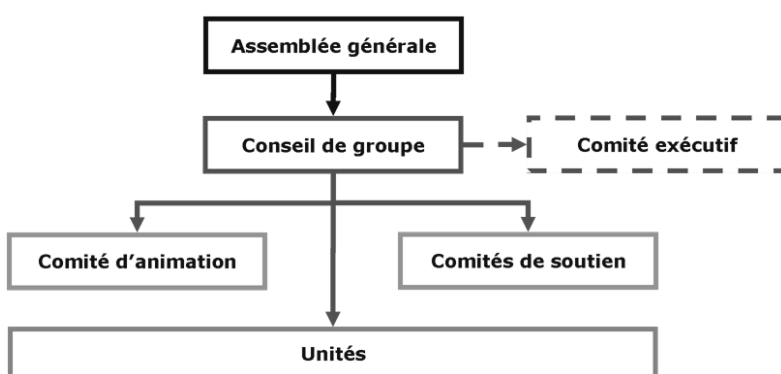 Assemblée générale
Conseil de groupe
Comité exécutif
Comité d’animation
Comités de soutien
Unités